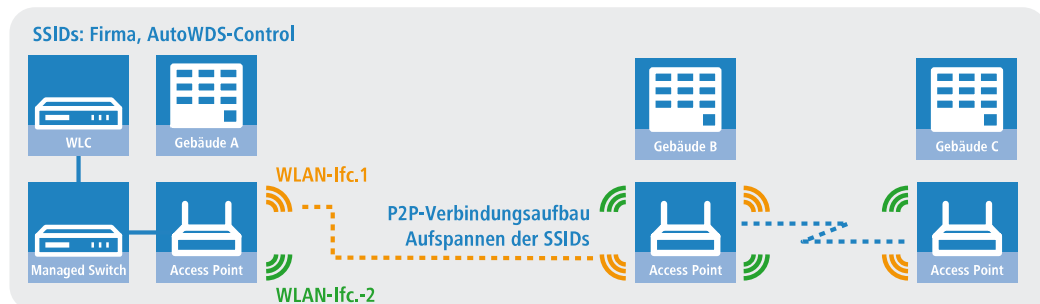 SSIDs: Firma, AutoWDS-Control
WLC
Gebäude A
Gebäude B
Gebäude C
WLAN-Ifc.1
P2P-Verbindungsaufbau
Aufspannen der SSIDs
Managed Switch
Access Point
Access Point
Access Point
WLAN-Ifc.-2